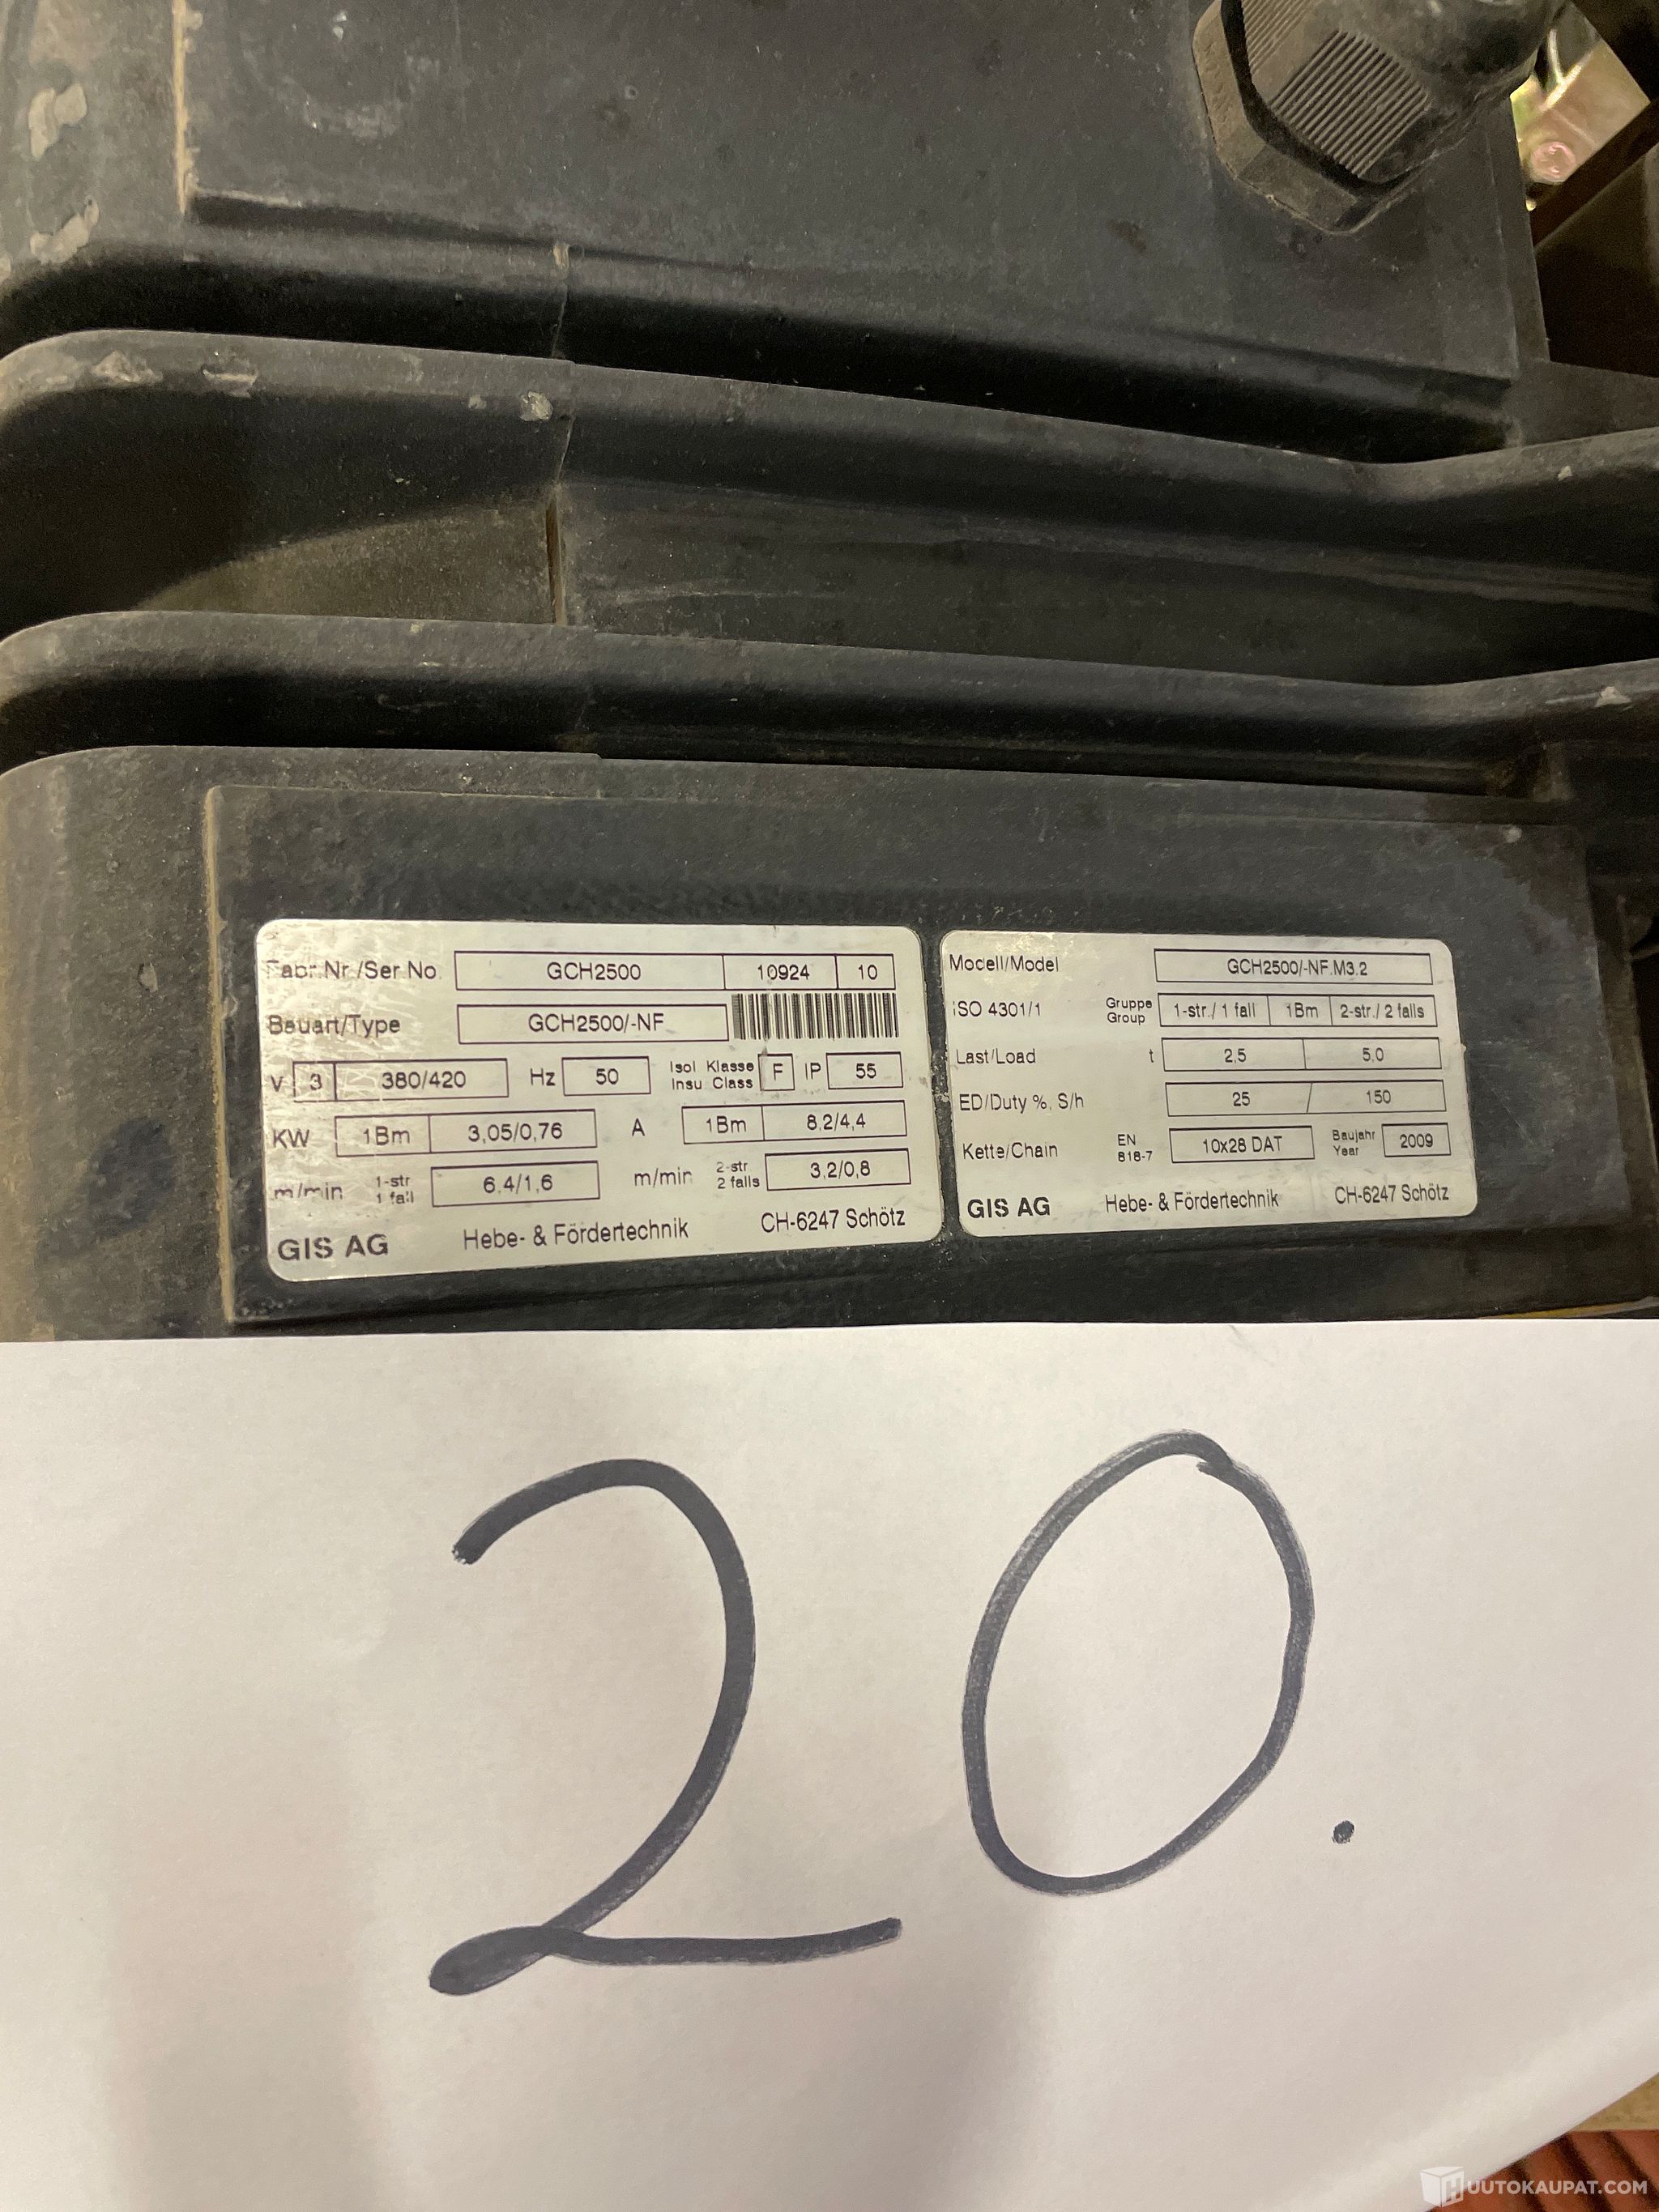 Fabr.Nr./Ser No. GCH2500 10924 10
Bauart/Type GCH2500/-NF
V 3 380/420 Hz 50 Isol Klasse Insu Class F IP 55
KW 1Bm 3,05/0,76 A 1Bm 8,2/4,4
m/min 1-str 1 fall 6,4/1,6 m/min 2-str 2 falls 3,2/0,8
GIS AG Hebe- & Fördertechnik CH-6247 Schötz
Modell/Model GCH2500/-NF.M3.2
ISO 4301/1 Gruppe Group 1-str./ 1 fall 1Bm 2-str./ 2 falls
Last/Load t 2,5 5,0
ED/Duty %, S/h 25 / 150
Kette/Chain EN 818-7 10x28 DAT Baujahr Year 2009
GIS AG Hebe- & Fördertechnik CH-6247 Schötz
20.
HUUTOKAUPAT.COM